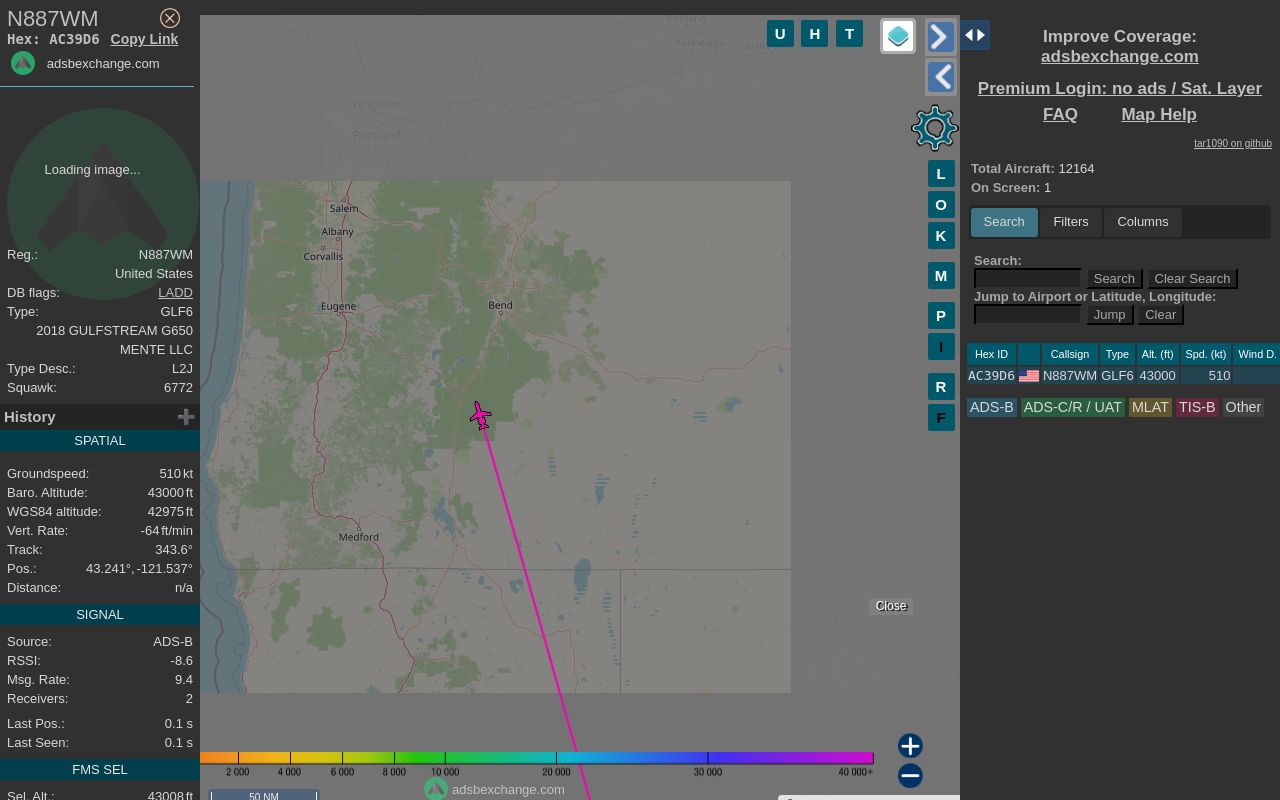 N887WM
Hex: AC39D6 Copy Link
adsbexchange.com
Loading image...
Reg.: N887WM
United States
DB flags: LADD
Type: GLF6
2018 GULFSTREAM G650
MENTE LLC
Type Desc.: L2J
Squawk: 6772
History
SPATIAL
Groundspeed: 510 kt
Baro. Altitude: 43000 ft
WGS84 altitude: 42975 ft
Vert. Rate: -64 ft/min
Track: 343.6°
Pos.: 43.241°, -121.537°
Distance: n/a
SIGNAL
Source: ADS-B
RSSI: -8.6
Msg. Rate: 9.4
Receivers: 2
Last Pos.: 0.1 s
Last Seen: 0.1 s
FMS SEL
Sel. Alt.: 43008 ft
Richland
Kennewick
Vancouver
Portland
Salem
Albany
Corvallis
Eugene
Bend
Medford
U H T
L
O
K
M
P
I
R
F
Close
2 000 4 000 6 000 8 000 10 000 20 000 30 000 40 000+
adsbexchange.com
50 NM
Improve Coverage:
adsbexchange.com
Premium Login: no ads / Sat. Layer
FAQ Map Help
tar1090 on github
Total Aircraft: 12164
On Screen: 1
Search Filters Columns
Search:
Search Clear Search
Jump to Airport or Latitude, Longitude:
Jump Clear
Hex ID Callsign Type Alt. (ft) Spd. (kt) Wind D.
AC39D6 N887WM GLF6 43000 510
ADS-B ADS-C/R / UAT MLAT TIS-B Other